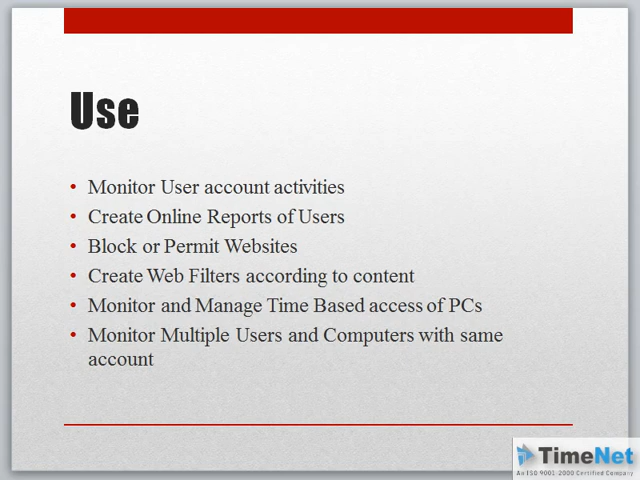 Use
• Monitor User account activities
• Create Online Reports of Users
• Block or Permit Websites
• Create Web Filters according to content
• Monitor and Manage Time Based access of PCs
• Monitor Multiple Users and Computers with same
account
TimeNet
An ISO 9001-2000 Certified Company